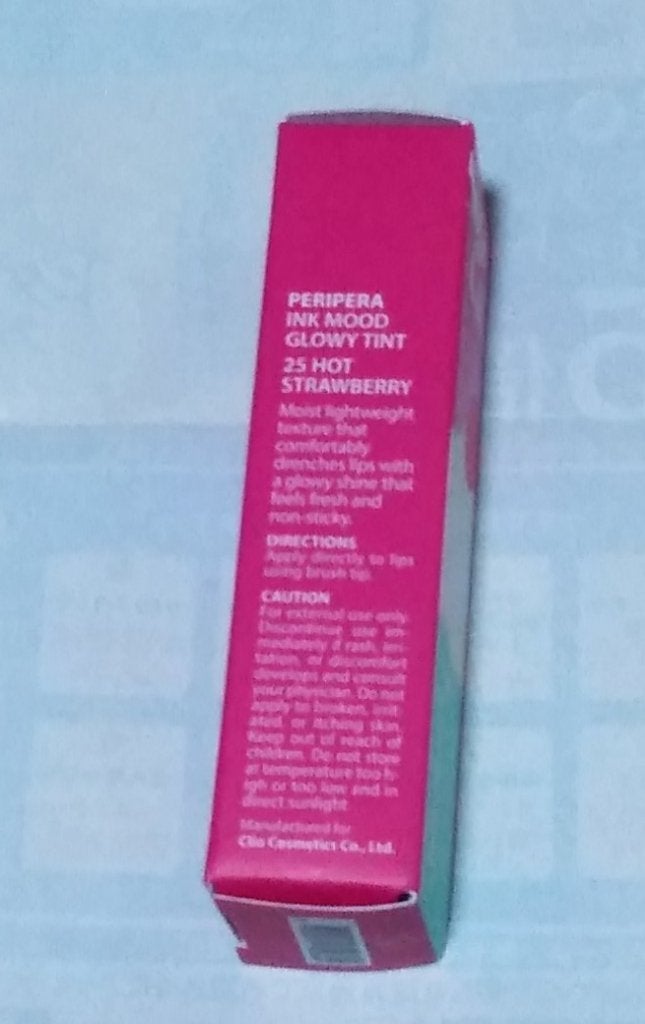 PERIPERA
INK MOOD
GLOWY TINT
25 HOT
STRAWBERRY
Moist lightweight
texture that
comfortably
drenches lips with
a glowy shine that
feels fresh and
non-sticky.
DIRECTIONS
Apply directly to lips
using brush tip.
CAUTION
For external use only.
Discontinue use im-
mediately if rash, irri-
tation, or discomfort
develops and consult
your physician. Do not
apply to broken, irrit-
ated, or itching skin.
Keep out of reach of
children. Do not store
at temperature too h-
igh or too low and in
direct sunlight.
Manufactured for
Clio Cosmetics Co., Ltd.